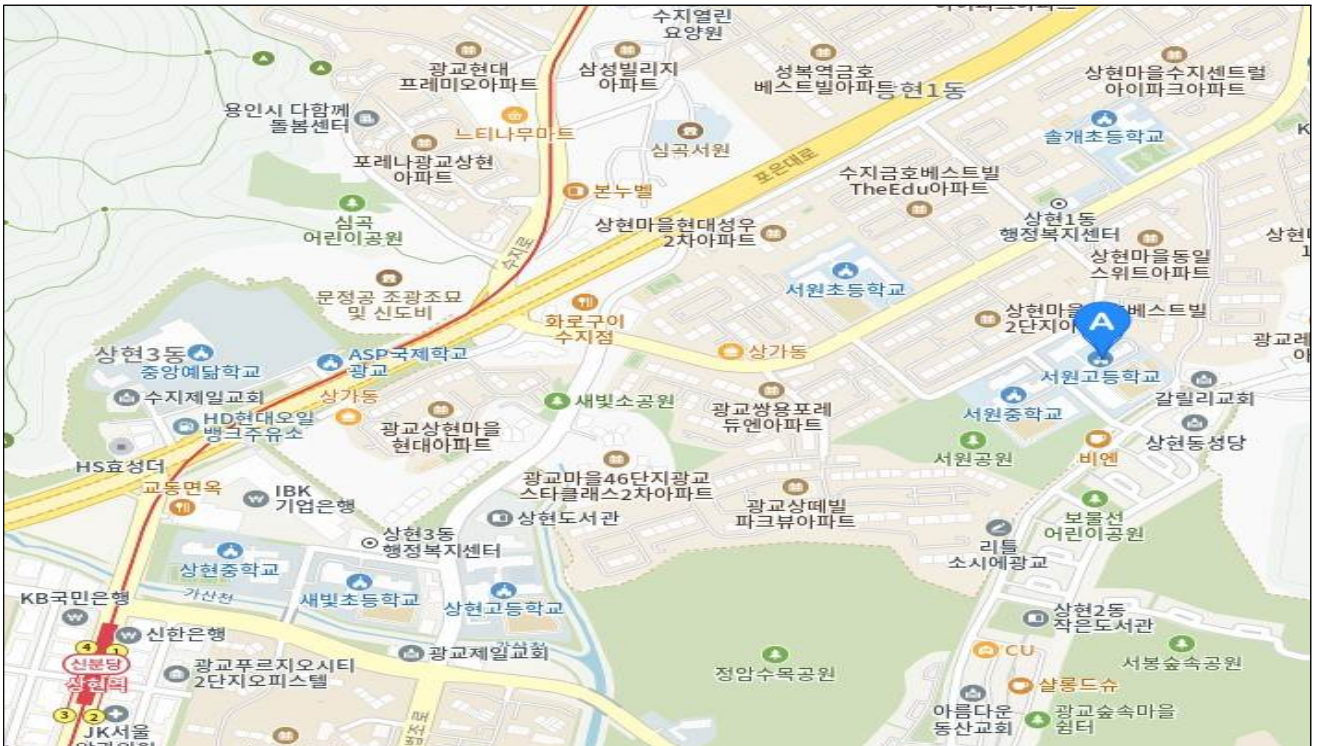 수지열린
요양원
광교현대
프레미오아파트
삼성빌리지
아파트
성복역금호
베스트빌아파트
상현1동
상현마을수지센트럴
아이파크아파트
용인시 다함께
돌봄센터
느티나무마트
심곡서원
솔개초등학교
포레나광교상현
아파트
포은대로
수지금호베스트빌
TheEdu아파트
본누벨
심곡
어린이공원
상현마을현대성우
2차아파트
상현1동
행정복지센터
수지로
상현마을동일
스위트아파트
문정공 조광조묘
및 신도비
서원초등학교
화로구이
수지점
상현마을
베스트빌
A
상현3동
중앙예닮학교
ASP국제학교
광교
상가동
서원고등학교
수지제일교회
상가동
새빛소공원
광교쌍용포레
듀엔아파트
서원중학교
갈릴리교회
HD현대오일
뱅크주유소
광교상현마을
현대아파트
HS효성더
서원공원
비엔
상현동성당
교동면옥
IBK
기업은행
광교마을46단지광교
스타클래스2차아파트
광교상떼빌
파크뷰아파트
상현도서관
보물선
어린이공원
상현3동
행정복지센터
리틀
소시에광교
상현중학교
가산천
새빛초등학교
상현고등학교
KB국민은행
신한은행
가산천
상현2동
작은도서관
4
1
신분당
상현역
광교제일교회
CU
광교푸르지오시티
2단지오피스텔
정암수목공원
서봉숲속공원
샬롱드슈
3
2
JK서울
법조로
아름다운
동산교회
광교숲속마을
쉼터